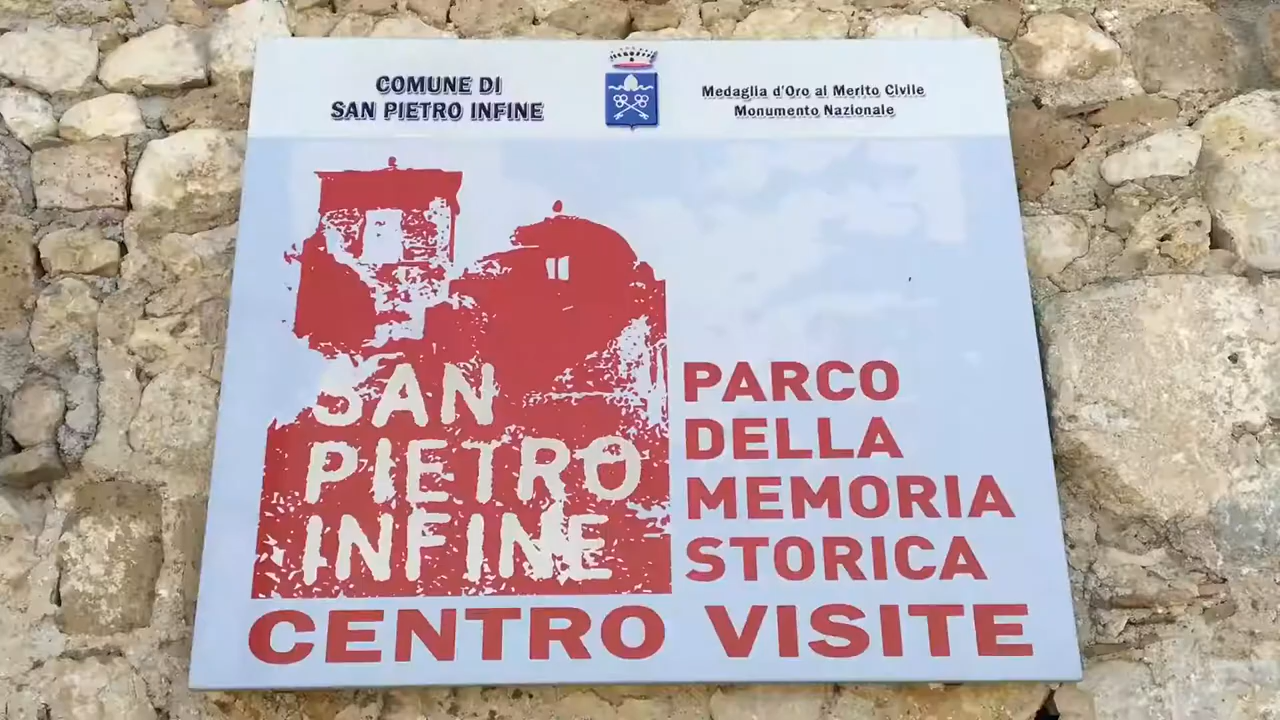 COMUNE DI
SAN PIETRO INFINE
Medaglia d'Oro al Merito Civile
Monumento Nazionale
SAN
PIETRO
INFINE
PARCO
DELLA
MEMORIA
STORICA
CENTRO VISITE